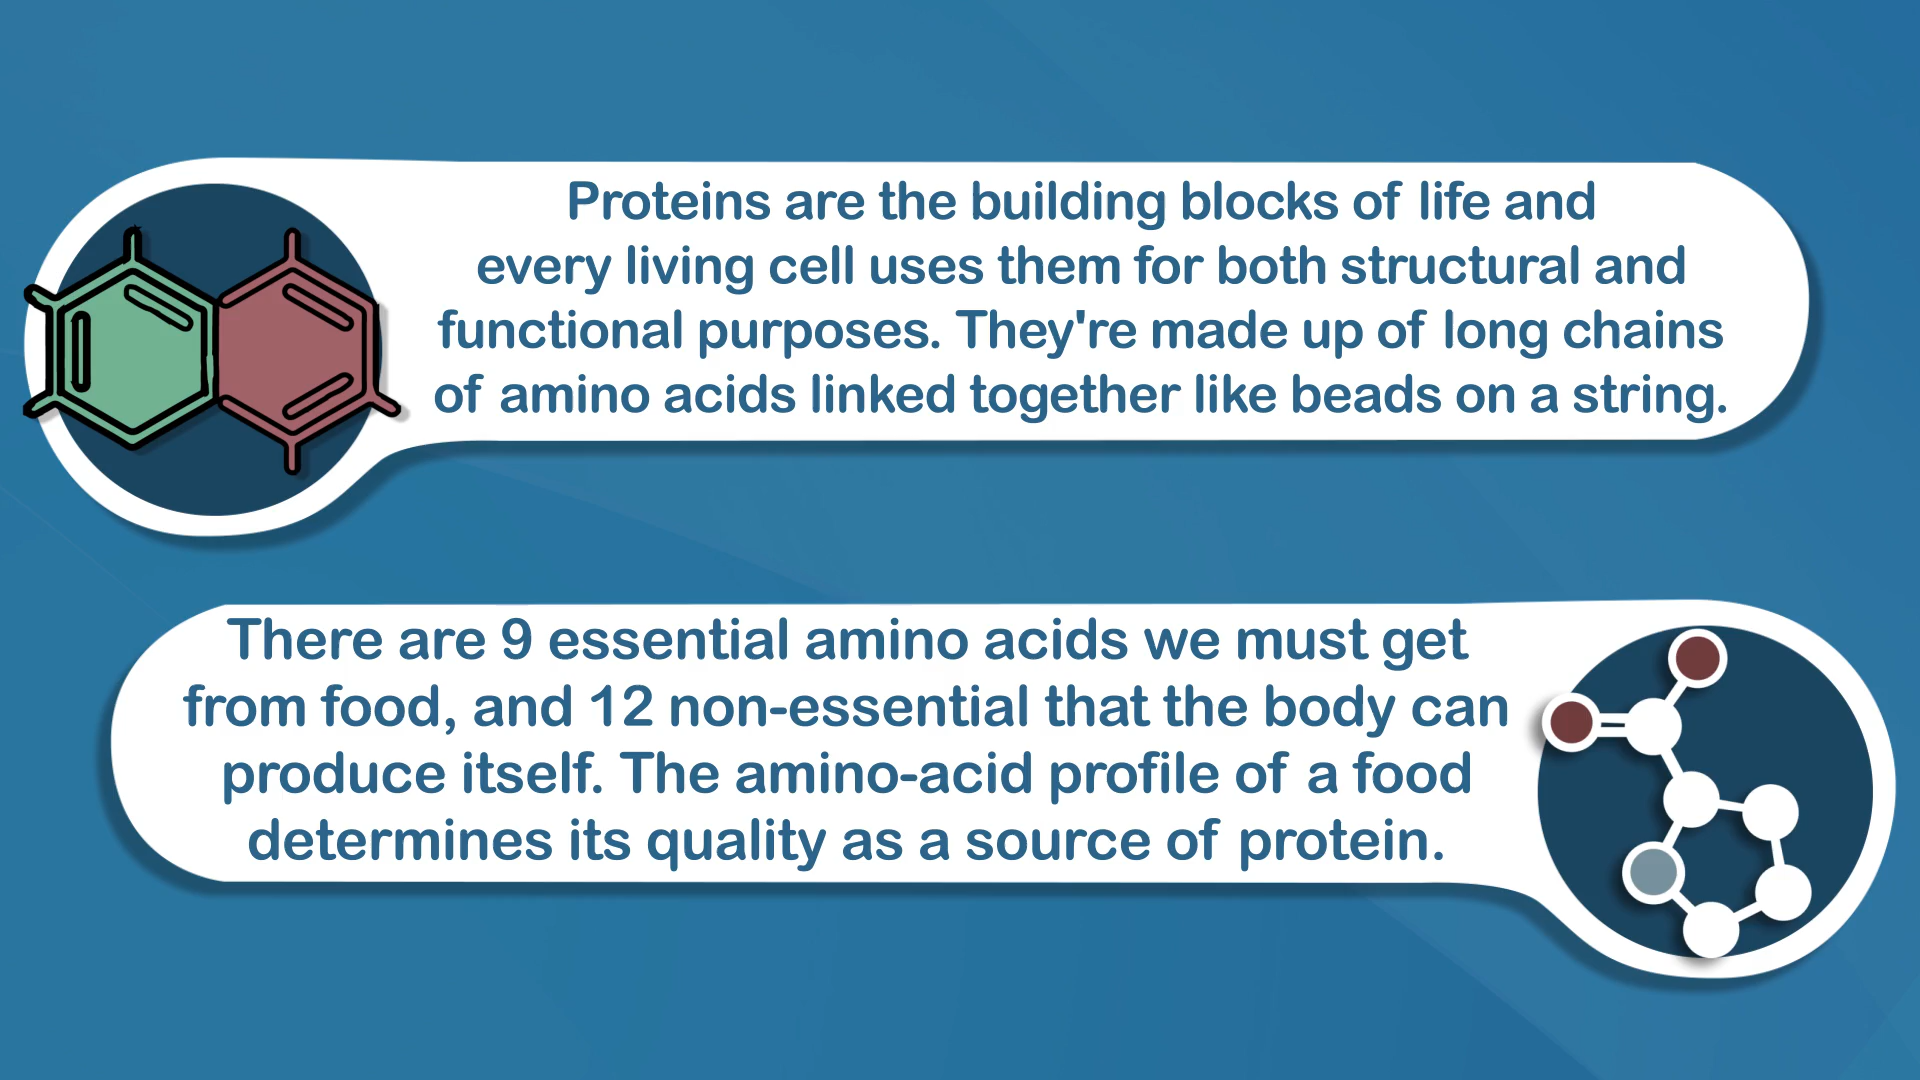 Proteins are the building blocks of life and
every living cell uses them for both structural and
functional purposes. They're made up of long chains
of amino acids linked together like beads on a string.
There are 9 essential amino acids we must get
from food, and 12 non-essential that the body can
produce itself. The amino-acid profile of a food
determines its quality as a source of protein.